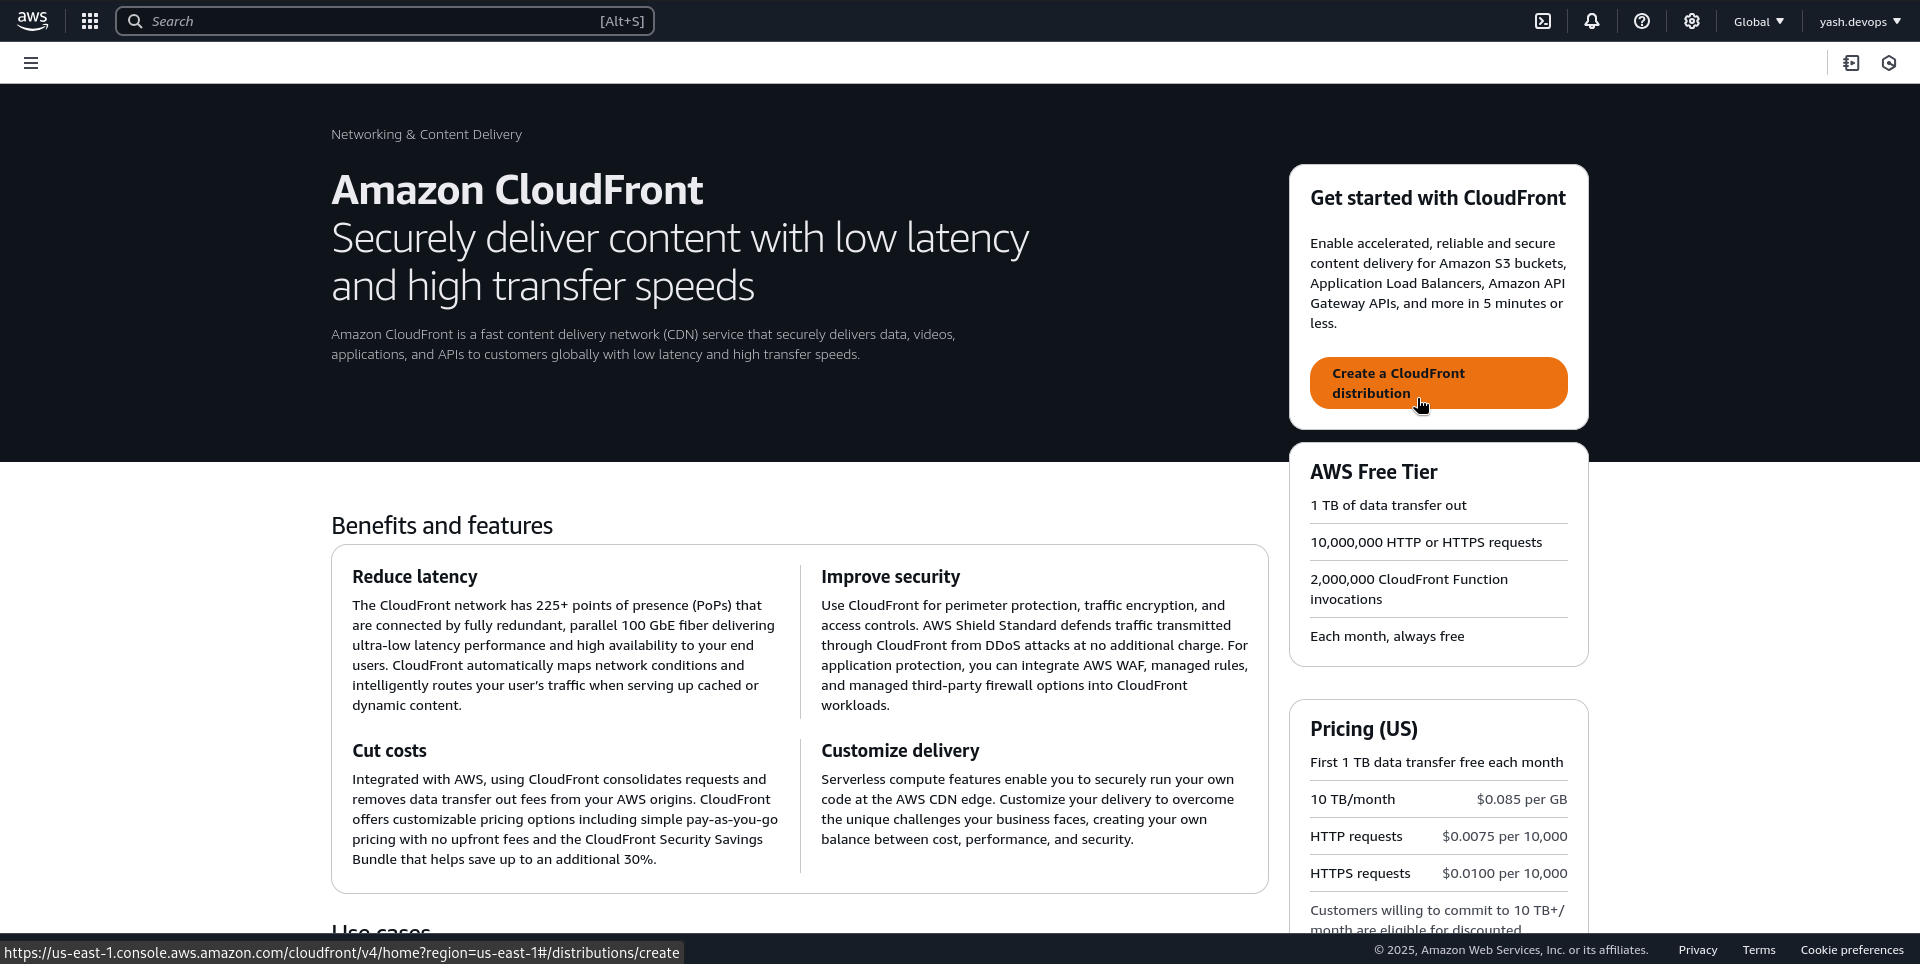 aws
Search [Alt+S]
Global
yash.devops
Networking & Content Delivery
Amazon CloudFront
Securely deliver content with low latency
and high transfer speeds
Amazon CloudFront is a fast content delivery network (CDN) service that securely delivers data, videos,
applications, and APIs to customers globally with low latency and high transfer speeds.
Get started with CloudFront
Enable accelerated, reliable and secure
content delivery for Amazon S3 buckets,
Application Load Balancers, Amazon API
Gateway APIs, and more in 5 minutes or
less.
Create a CloudFront
distribution
AWS Free Tier
1 TB of data transfer out
10,000,000 HTTP or HTTPS requests
2,000,000 CloudFront Function
invocations
Each month, always free
Benefits and features
Reduce latency
The CloudFront network has 225+ points of presence (PoPs) that
are connected by fully redundant, parallel 100 GbE fiber delivering
ultra-low latency performance and high availability to your end
users. CloudFront automatically maps network conditions and
intelligently routes your user’s traffic when serving up cached or
dynamic content.
Improve security
Use CloudFront for perimeter protection, traffic encryption, and
access controls. AWS Shield Standard defends traffic transmitted
through CloudFront from DDoS attacks at no additional charge. For
application protection, you can integrate AWS WAF, managed rules,
and managed third-party firewall options into CloudFront
workloads.
Cut costs
Integrated with AWS, using CloudFront consolidates requests and
removes data transfer out fees from your AWS origins. CloudFront
offers customizable pricing options including simple pay-as-you-go
pricing with no upfront fees and the CloudFront Security Savings
Bundle that helps save up to an additional 30%.
Customize delivery
Serverless compute features enable you to securely run your own
code at the AWS CDN edge. Customize your delivery to overcome
the unique challenges your business faces, creating your own
balance between cost, performance, and security.
Pricing (US)
First 1 TB data transfer free each month
10 TB/month $0.085 per GB
HTTP requests $0.0075 per 10,000
HTTPS requests $0.0100 per 10,000
Customers willing to commit to 10 TB+/
month are eligible for discounted
Use cases
https://us-east-1.console.aws.amazon.com/cloudfront/v4/home?region=us-east-1#/distributions/create
© 2025, Amazon Web Services, Inc. or its affiliates.
Privacy
Terms
Cookie preferences